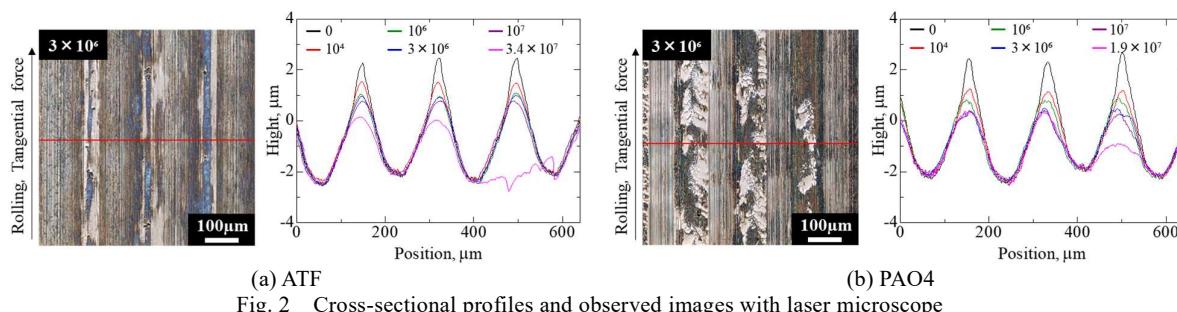 Rolling, Tangential force
3×10⁶
100μm
Hight, μm
4
2
0
-2
-4
0
10⁴
10⁶
3×10⁶
10⁷
3.4×10⁷
0
200
400
600
Position, μm
(a) ATF
Rolling, Tangential force
3×10⁶
100μm
Hight, μm
4
2
0
-2
-4
0
10⁴
10⁶
3×10⁶
10⁷
1.9×10⁷
0
200
400
600
Position, μm
(b) PAO4
Fig. 2 Cross-sectional profiles and observed images with laser microscope